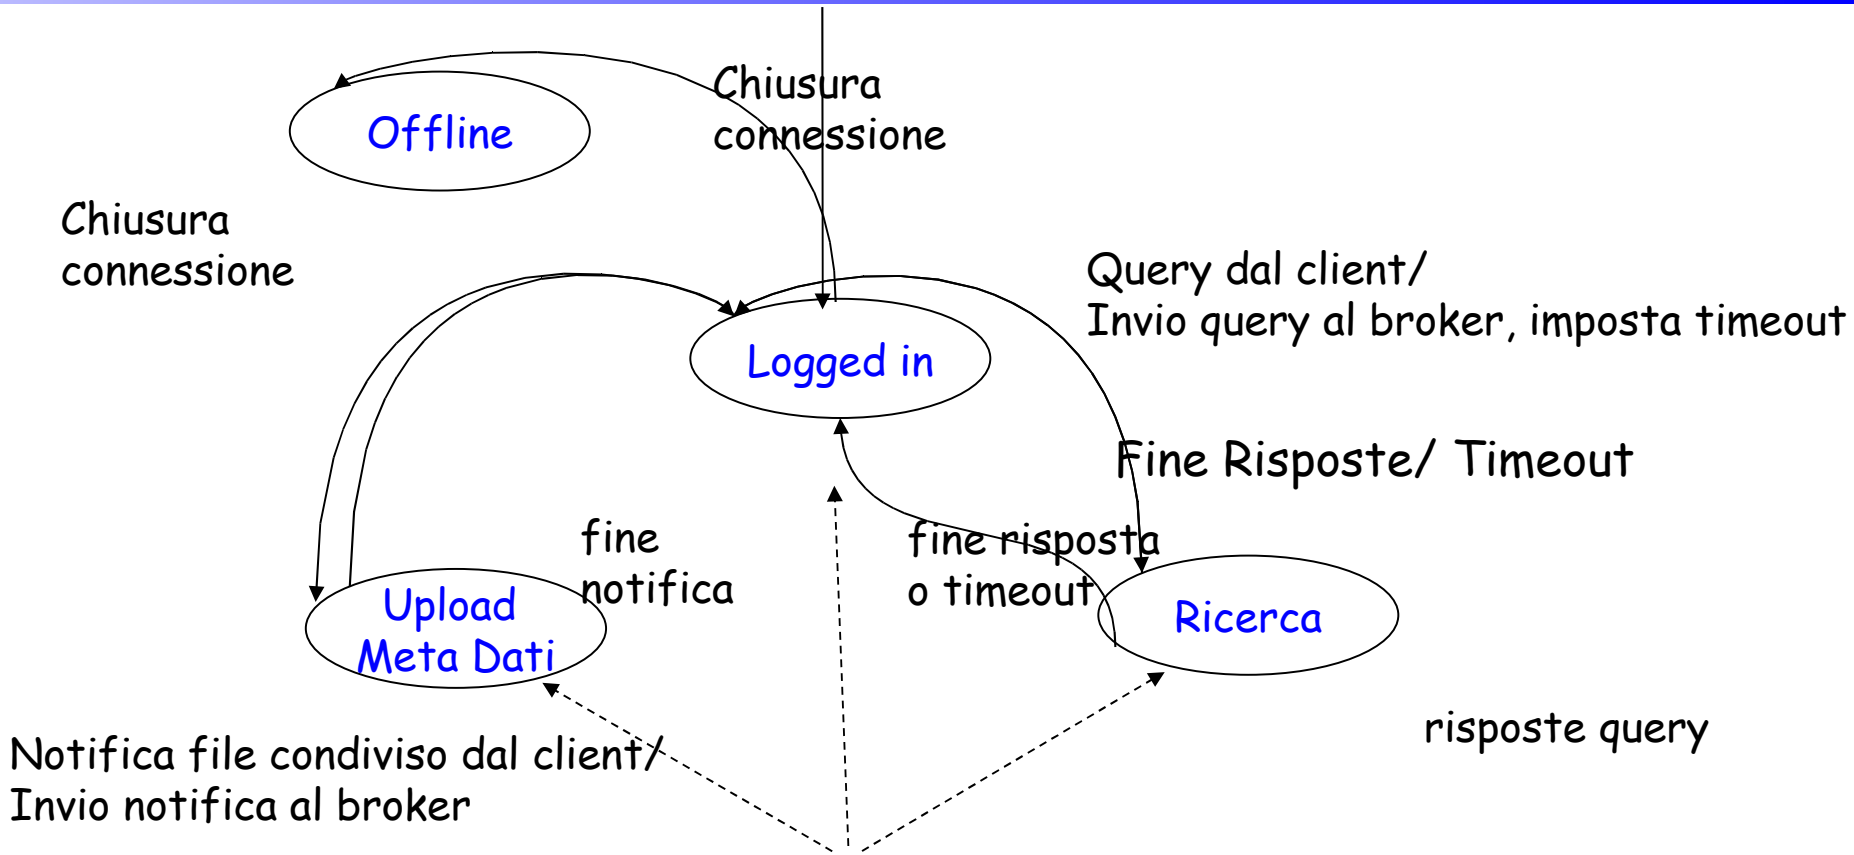 Chiusura
connessione
Offline
Chiusura
connessione
Query dal client/
Invio query al broker, imposta timeout
Logged in
Fine Risposte/ Timeout
fine
notifica
fine risposta
o timeout
Upload
Meta Dati
Ricerca
risposte query
Notifica file condiviso dal client/
Invio notifica al broker